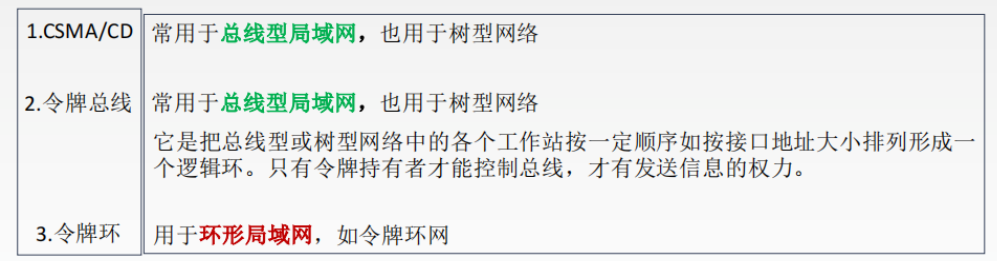 1.CSMA/CD 常用于总线型局域网，也用于树型网络
2.令牌总线 常用于总线型局域网，也用于树型网络
它是把总线型或树型网络中的各个工作站按一定顺序如按接口地址大小排列形成一
个逻辑环。只有令牌持有者才能控制总线，才有发送信息的权力。
3.令牌环 用于环形局域网，如令牌环网